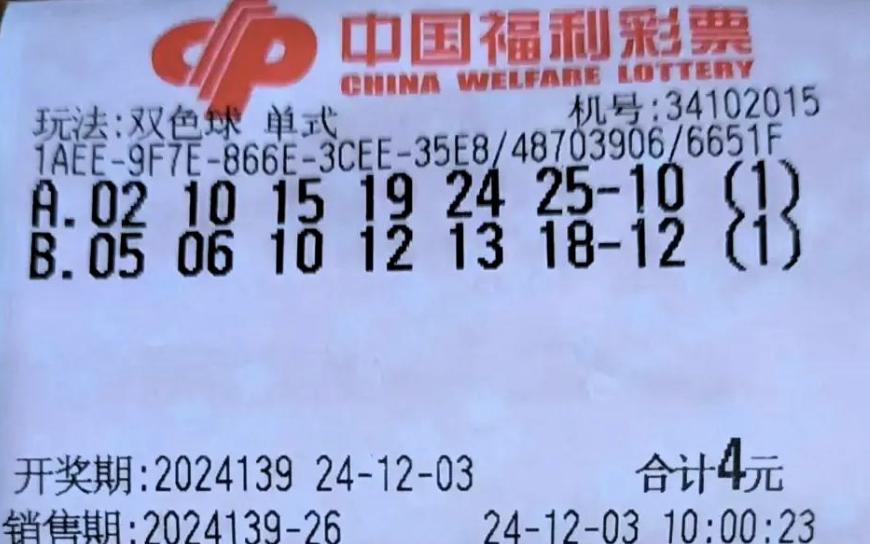 中国福利彩票
CHINA WELFARE LOTTERY
玩法:双色球 单式 机号:34102015
1AEE-9F7E-866E-3CEE-35E8/48703906/6651F
A.02 10 15 19 24 25-10 (1)
B.05 06 10 12 13 18-12 (1)
开奖期:2024139 24-12-03 合计4元
销售期:2024139-26 24-12-03 10:00:23